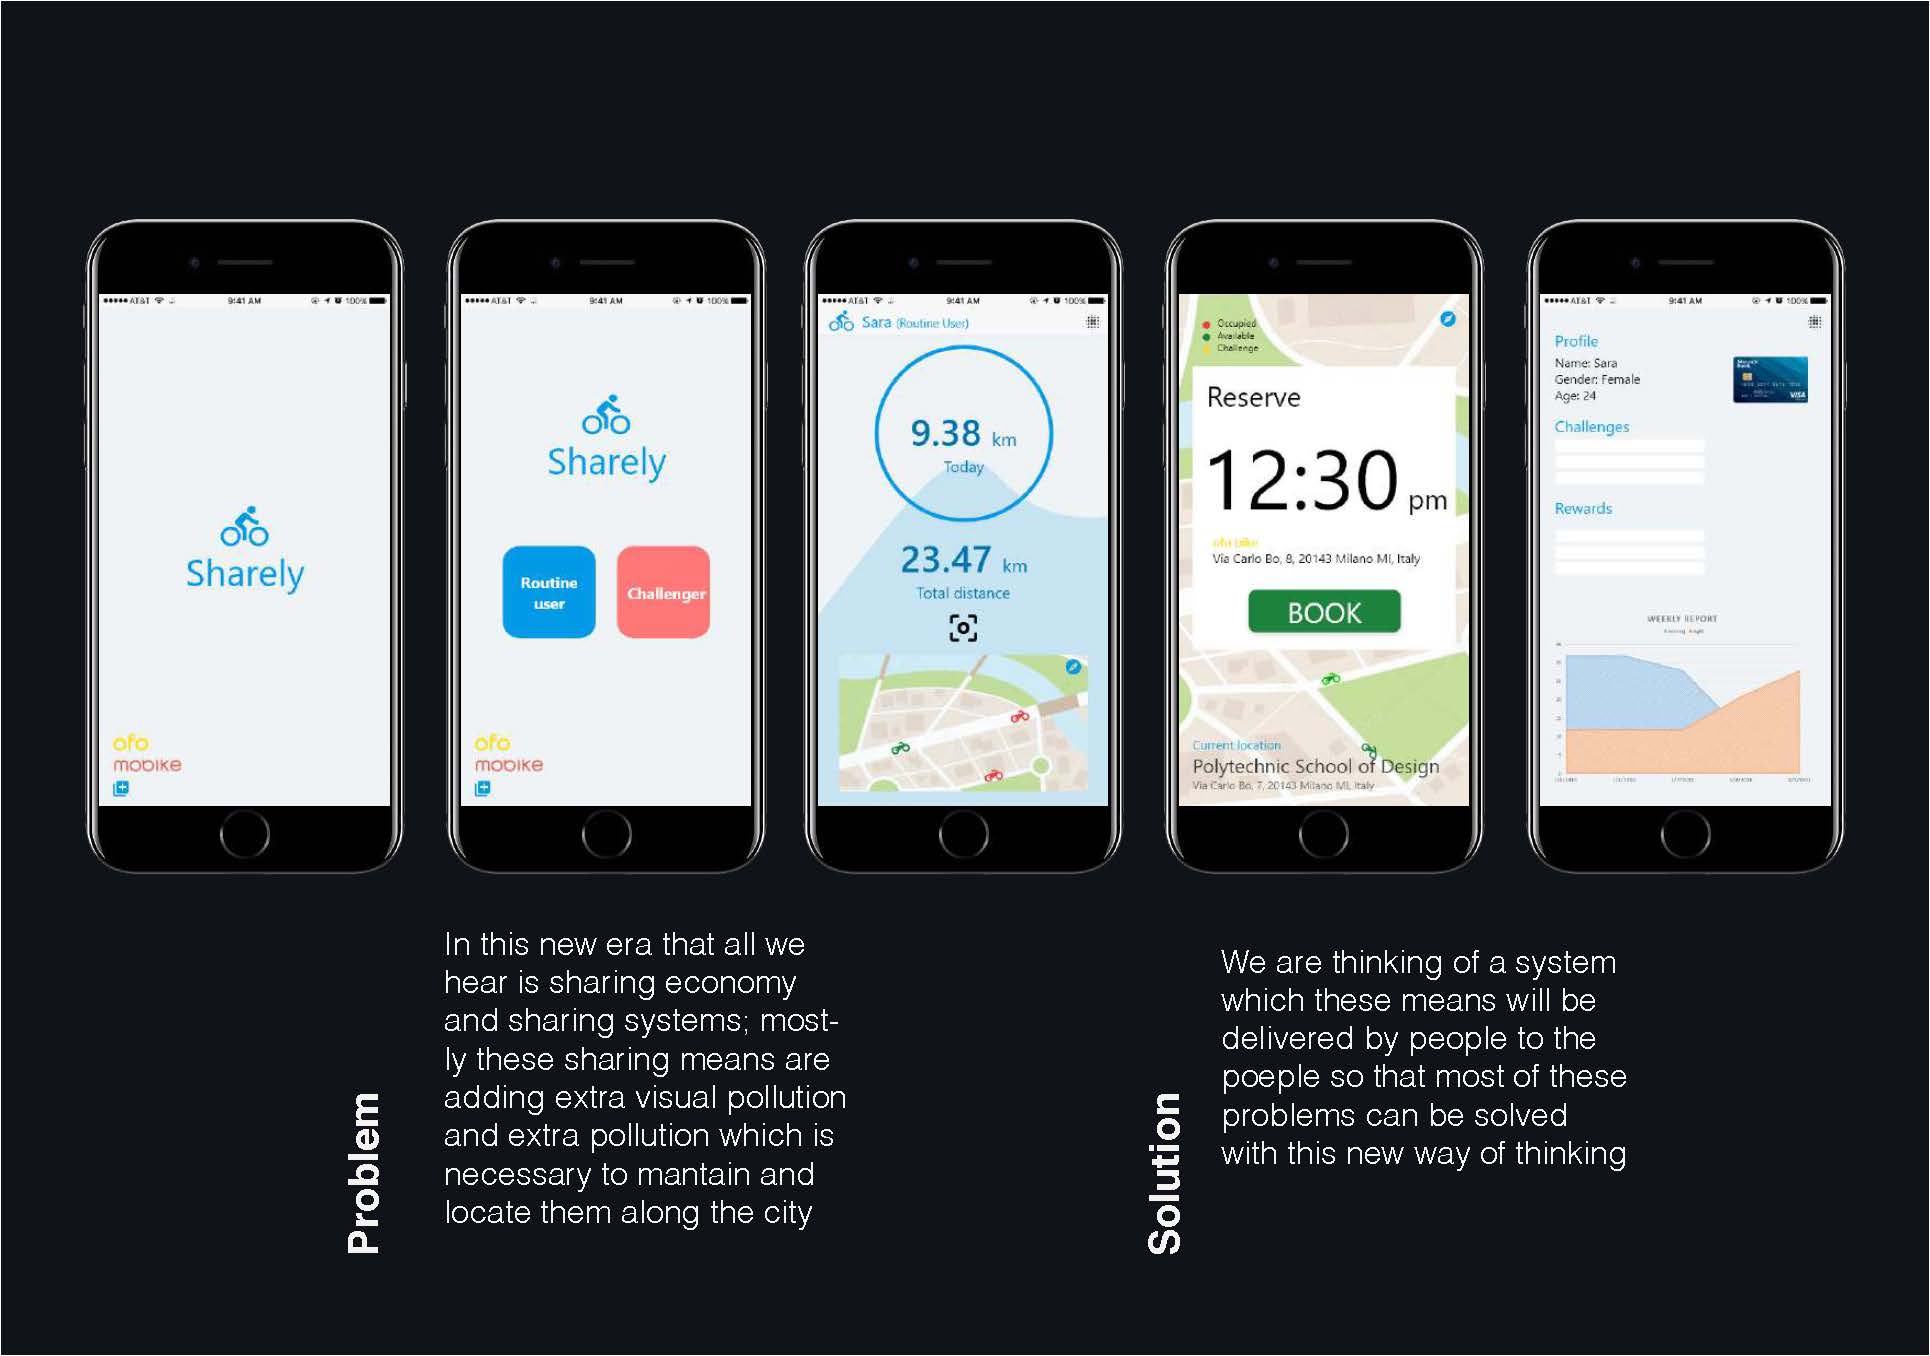 AT&T 9:41 AM 100%
Sharely
ofo
mobike
AT&T 9:41 AM 100%
Sharely
Routine
user
Challenger
ofo
mobike
AT&T 9:41 AM 100%
Sara (Routine User)
9.38 km
Today
23.47 km
Total distance
Occupied
Available
Challenge
Reserve
12:30 pm
ofo bike
Via Carlo Bo, 8, 20143 Milano MI, Italy
BOOK
Current location
Polytechnic School of Design
Via Carlo Bo, 7, 20143 Milano MI, Italy
AT&T 9:41 AM 100%
Profile
Name: Sara
Gender: Female
Age: 24
VISA
Challenges
Rewards
WEEKLY REPORT
Problem
In this new era that all we
hear is sharing economy
and sharing systems; most-
ly these sharing means are
adding extra visual pollution
and extra pollution which is
necessary to mantain and
locate them along the city
Solution
We are thinking of a system
which these means will be
delivered by people to the
poeple so that most of these
problems can be solved
with this new way of thinking